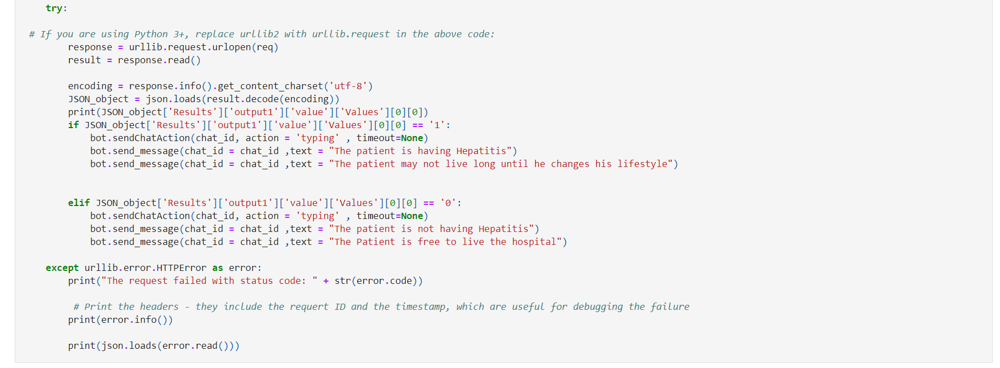 try:
# If you are using Python 3+, replace urllib2 with urllib.request in the above code:
response = urllib.request.urlopen(req)
result = response.read()
encoding = response.info().get_content_charset('utf-8')
JSON_object = json.loads(result.decode(encoding))
print(JSON_object['Results']['output1']['value']['Values'][0][0])
if JSON_object['Results']['output1']['value']['Values'][0][0] == '1':
bot.sendChatAction(chat_id, action = 'typing' , timeout=None)
bot.send_message(chat_id = chat_id ,text = "The patient is having Hepatitis")
bot.send_message(chat_id = chat_id ,text = "The patient may not live long until he changes his lifestyle")
elif JSON_object['Results']['output1']['value']['Values'][0][0] == '0':
bot.sendChatAction(chat_id, action = 'typing' , timeout=None)
bot.send_message(chat_id = chat_id ,text = "The patient is not having Hepatitis")
bot.send_message(chat_id = chat_id ,text = "The Patient is free to live the hospital")
except urllib.error.HTTPError as error:
print("The request failed with status code: " + str(error.code))
# Print the headers - they include the requert ID and the timestamp, which are useful for debugging the failure
print(error.info())
print(json.loads(error.read()))